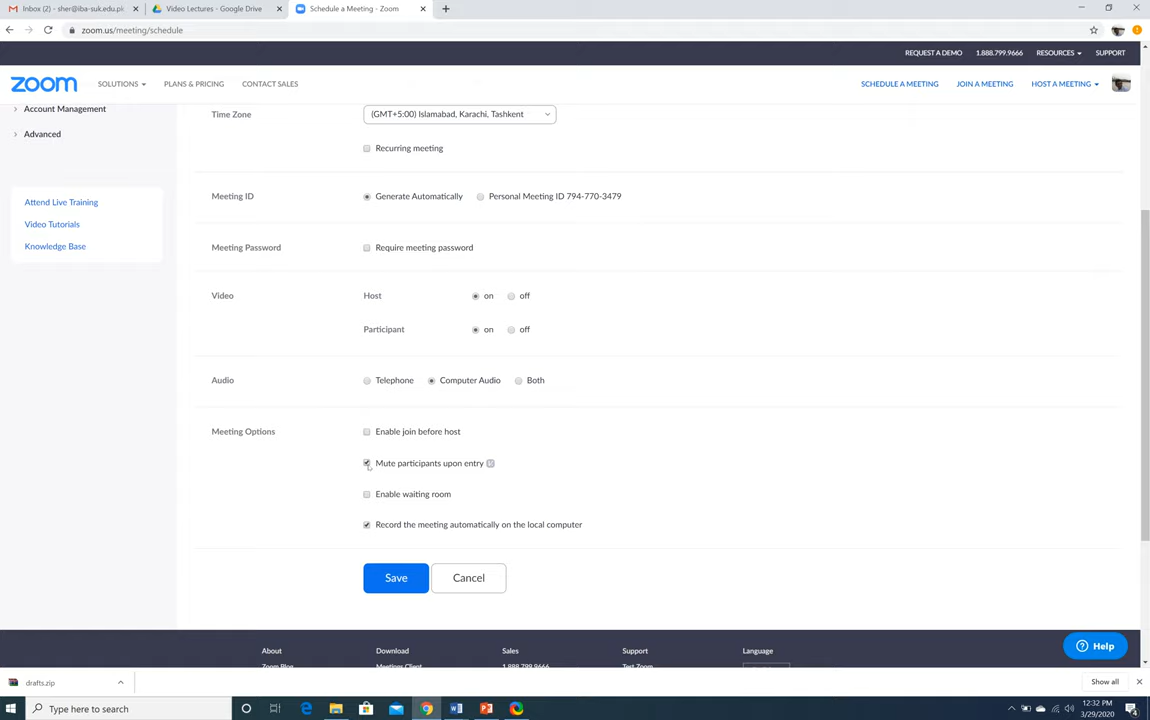 Inbox (2) - sher@iba-suk.edu.pk
Video Lectures - Google Drive
Schedule a Meeting - Zoom
zoom.us/meeting/schedule
REQUEST A DEMO 1.888.799.9666 RESOURCES SUPPORT
zoom SOLUTIONS PLANS & PRICING CONTACT SALES SCHEDULE A MEETING JOIN A MEETING HOST A MEETING
Account Management
Advanced
Attend Live Training
Video Tutorials
Knowledge Base
Time Zone (GMT+5:00) Islamabad, Karachi, Tashkent
Recurring meeting
Meeting ID Generate Automatically Personal Meeting ID 794-770-3479
Meeting Password Require meeting password
Video Host on off
Participant on off
Audio Telephone Computer Audio Both
Meeting Options Enable join before host
Mute participants upon entry
Enable waiting room
Record the meeting automatically on the local computer
Save Cancel
About Download Sales Support Language
Zoom Blog Meetings Client 1.888.799.9666 Test Zoom
Help
drafts.zip Show all
Type here to search
12:32 PM
3/29/2020
4